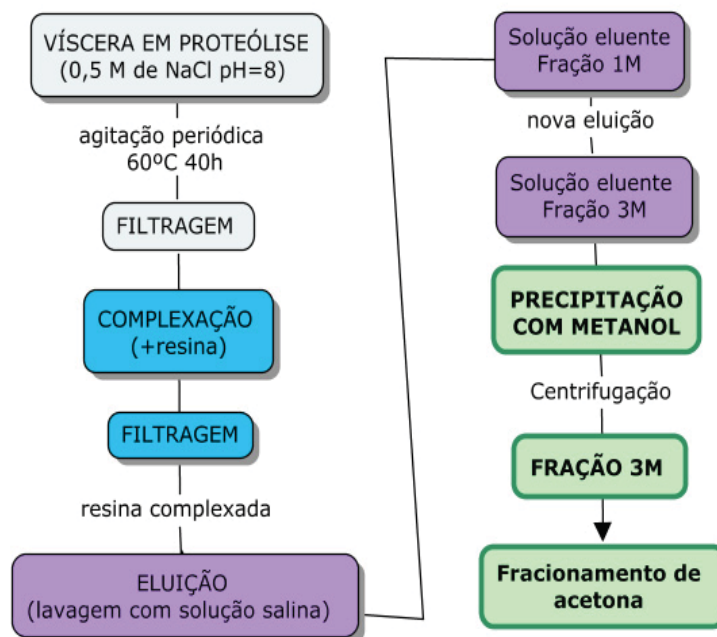 VÍSCERA EM PROTEÓLISE
(0,5 M de NaCl pH=8)
agitação periódica
60ºC 40h
FILTRAGEM
COMPLEXAÇÃO
(+resina)
FILTRAGEM
resina complexada
ELUIÇÃO
(lavagem com solução salina)
Solução eluente
Fração 1M
nova eluição
Solução eluente
Fração 3M
PRECIPITAÇÃO
COM METANOL
Centrifugação
FRAÇÃO 3M
Fracionamento de
acetona